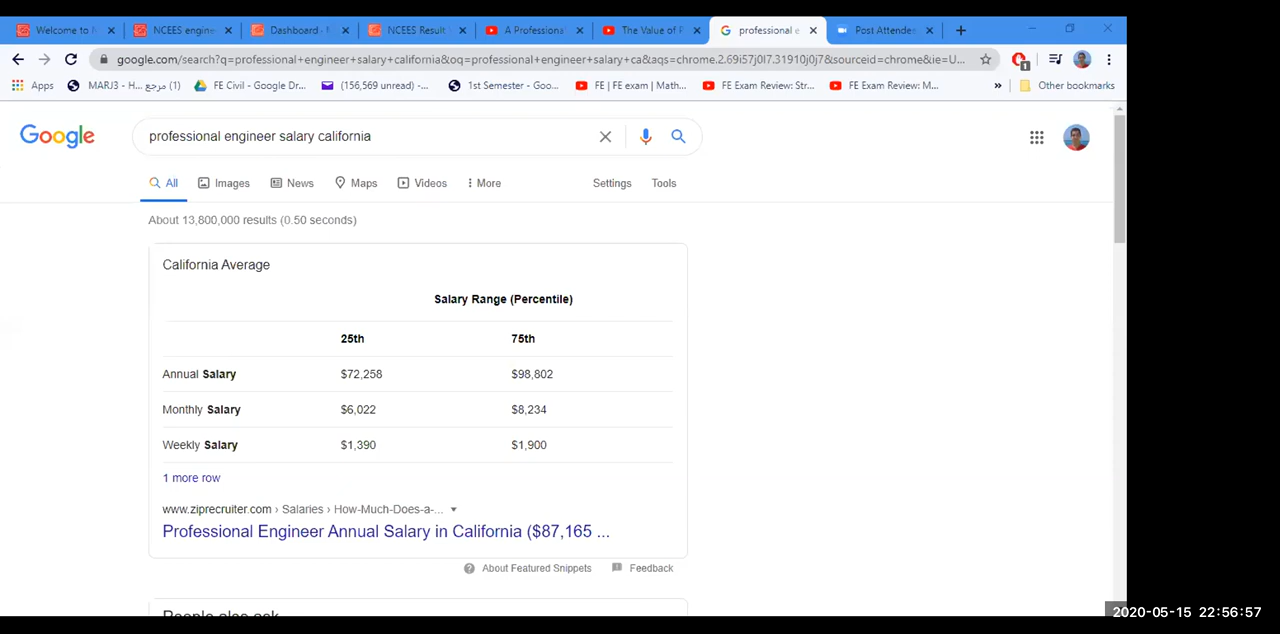 Welcome to
NCEES engine
Dashboard -
NCEES Result
A Professiona
The Value of P
professional e
Post Attendee
google.com/search?q=professional+engineer+salary+california&oq=professional+engineer+salary+ca&aqs=chrome.2.69i57j0l7.31910j0j7&sourceid=chrome&ie=U...
1
Apps
MARJ3 - H... مرجع (1)
FE Civil - Google Dr...
(156,569 unread) -...
1st Semester - Goo...
FE | FE exam | Math...
FE Exam Review: Str...
FE Exam Review: M...
»
Other bookmarks
Google
professional engineer salary california
All
Images
News
Maps
Videos
More
Settings
Tools
About 13,800,000 results (0.50 seconds)
California Average
Salary Range (Percentile)
25th 75th
Annual Salary $72,258 $98,802
Monthly Salary $6,022 $8,234
Weekly Salary $1,390 $1,900
1 more row
www.ziprecruiter.com › Salaries › How-Much-Does-a-...
Professional Engineer Annual Salary in California ($87,165 ...
About Featured Snippets
Feedback
People also ask
2020-05-15 22:56:57